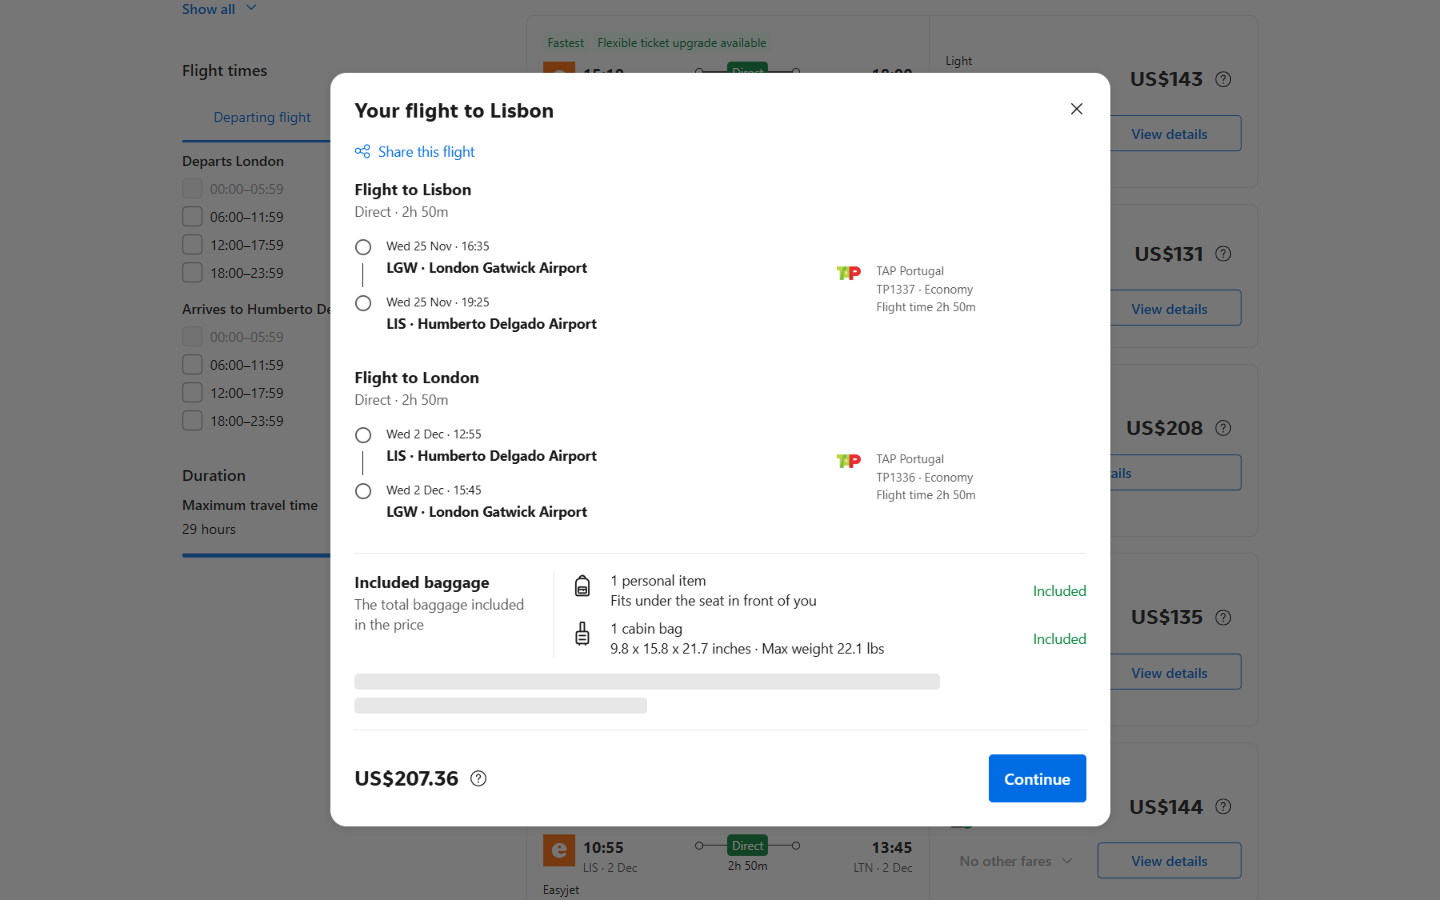 Show all
Flight times
Departing flight
Departs London
00:00–05:59
06:00–11:59
12:00–17:59
18:00–23:59
Arrives to Humberto De
00:00–05:59
06:00–11:59
12:00–17:59
18:00–23:59
Duration
Maximum travel time
29 hours
Fastest
Flexible ticket upgrade available
Direct
Light
US$143
View details
US$131
View details
US$208
ails
US$135
View details
US$144
No other fares
View details
10:55
LIS · 2 Dec
Direct
2h 50m
13:45
LTN · 2 Dec
Easyjet
Your flight to Lisbon
Share this flight
Flight to Lisbon
Direct · 2h 50m
Wed 25 Nov · 16:35
LGW · London Gatwick Airport
Wed 25 Nov · 19:25
LIS · Humberto Delgado Airport
TAP
TAP Portugal
TP1337 · Economy
Flight time 2h 50m
Flight to London
Direct · 2h 50m
Wed 2 Dec · 12:55
LIS · Humberto Delgado Airport
Wed 2 Dec · 15:45
LGW · London Gatwick Airport
TAP
TAP Portugal
TP1336 · Economy
Flight time 2h 50m
Included baggage
The total baggage included
in the price
1 personal item
Fits under the seat in front of you
Included
1 cabin bag
9.8 x 15.8 x 21.7 inches · Max weight 22.1 lbs
Included
US$207.36
Continue